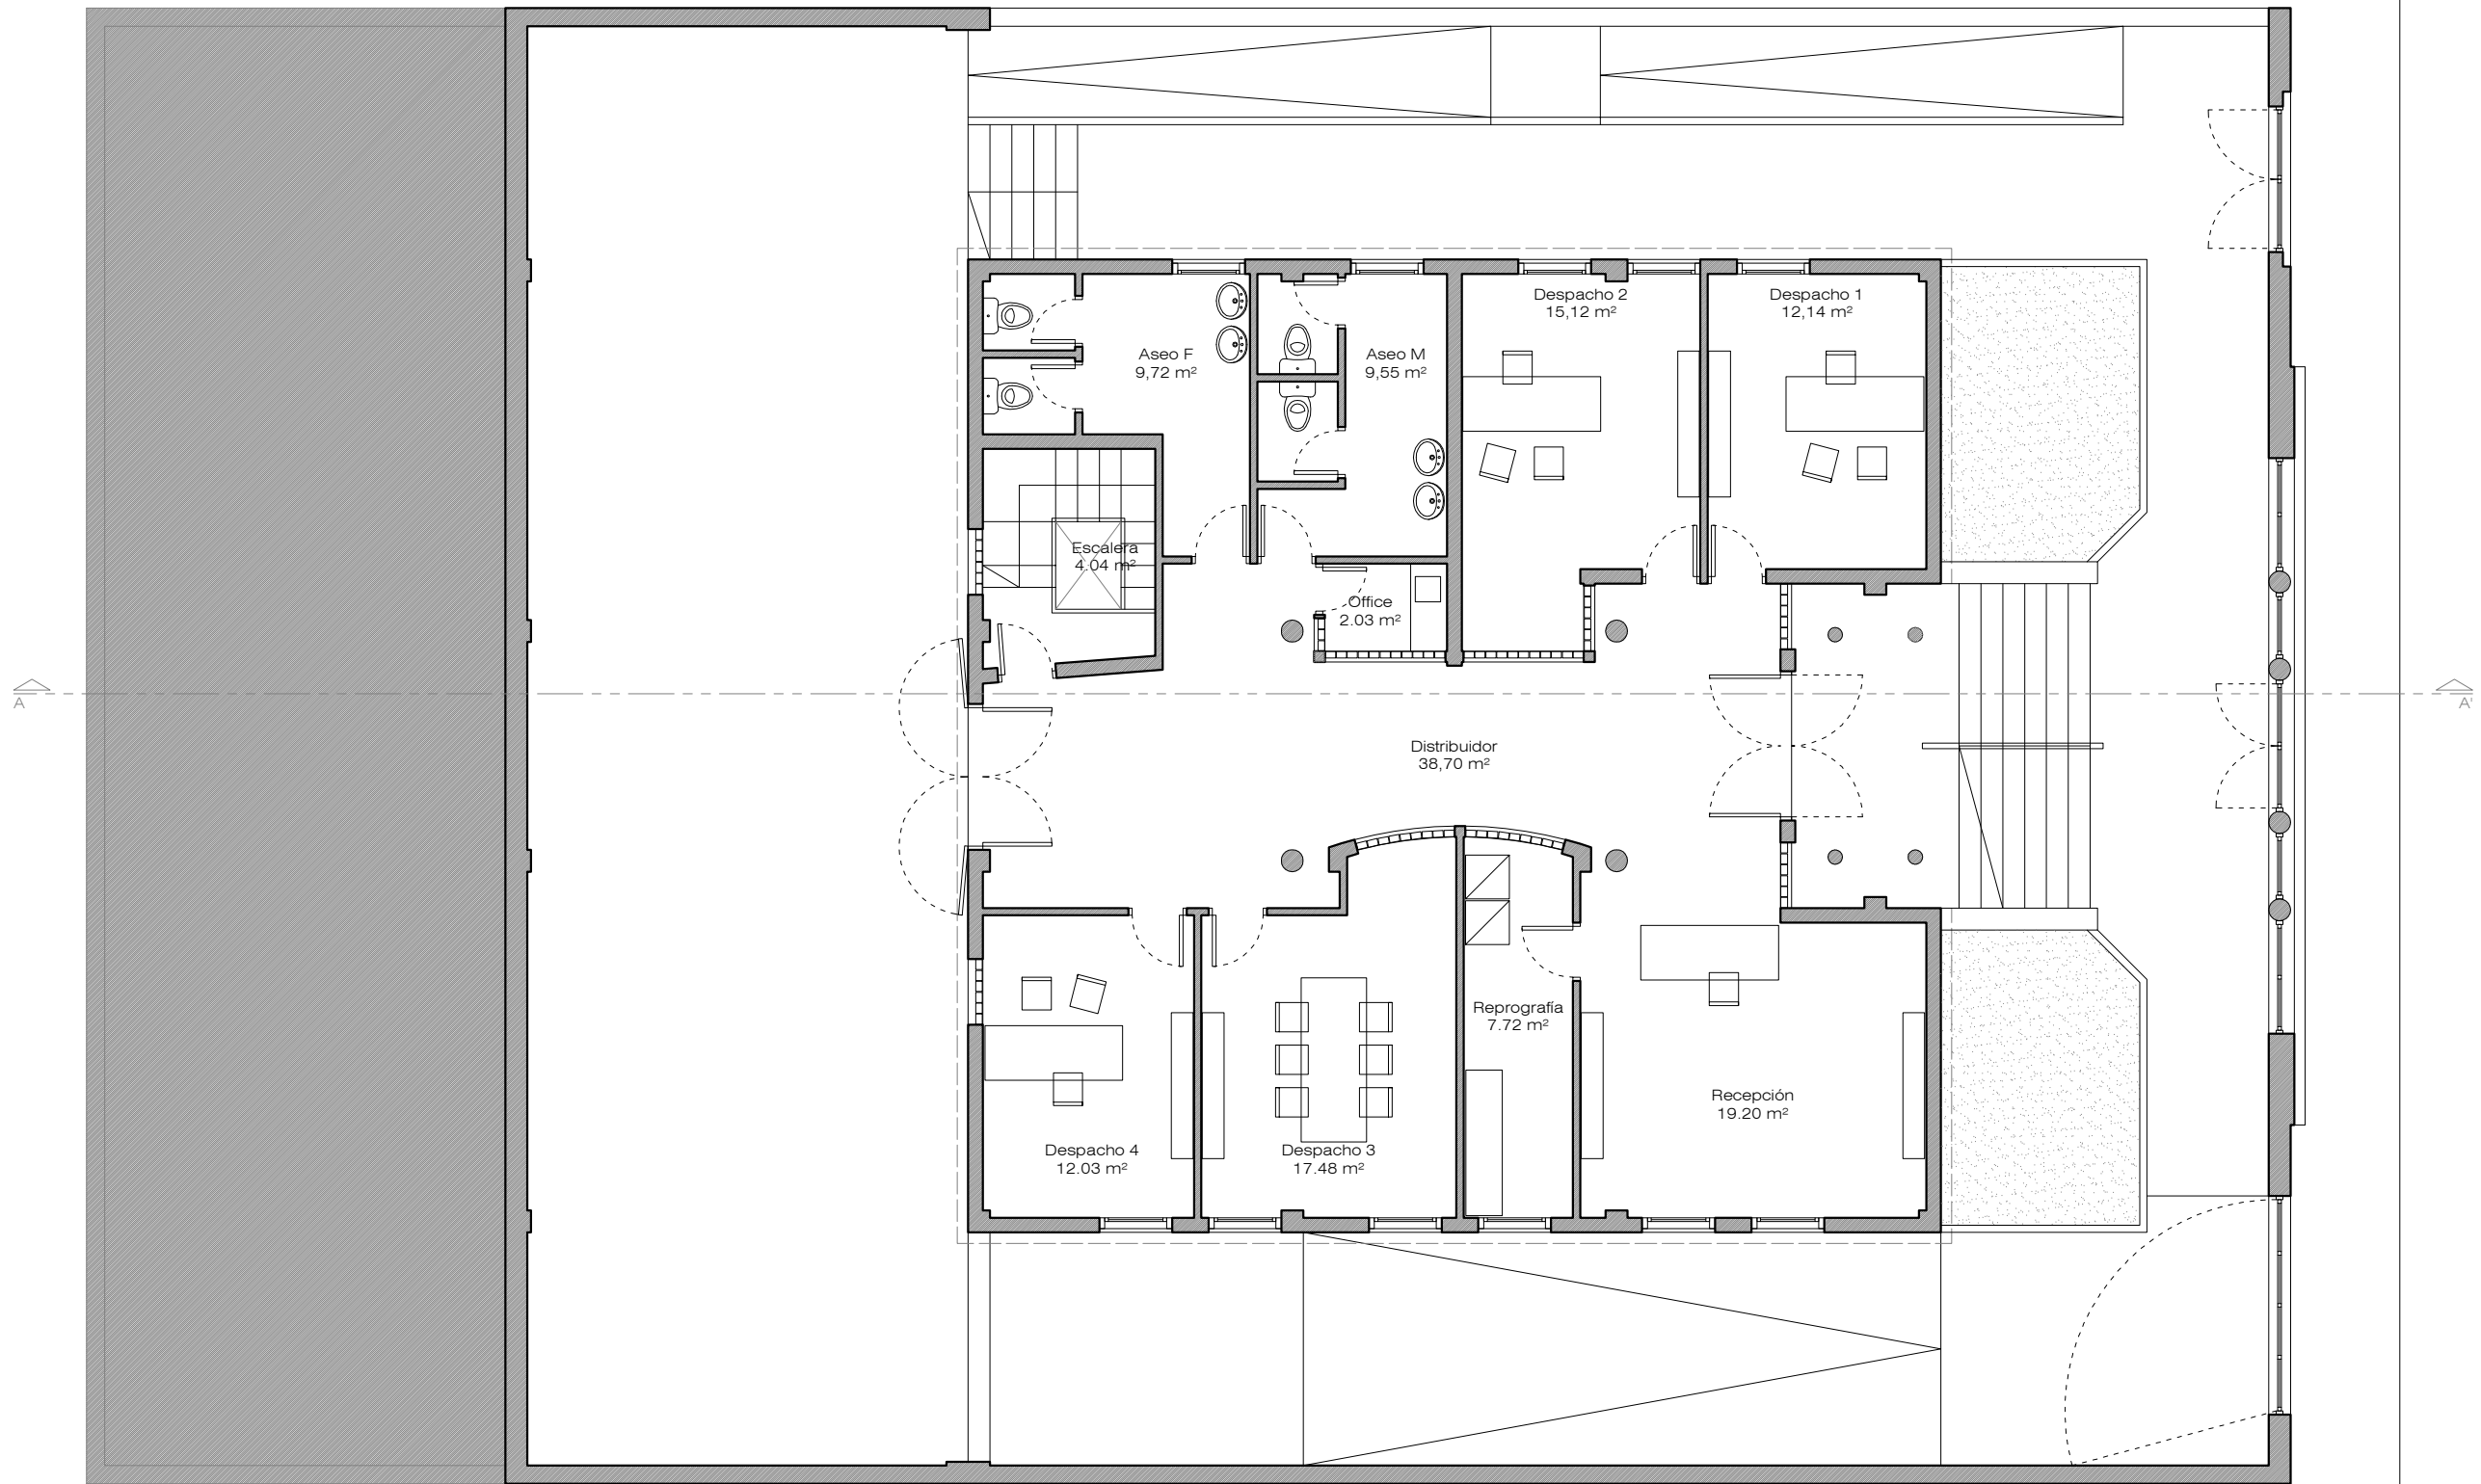 Despacho 2
15,12 m²
Despacho 1
12,14 m²
Aseo F
9,72 m²
Aseo M
9,55 m²
Escalera
4.04 m²
Office
2.03 m²
A
A'
Distribuidor
38,70 m²
Reprografía
7.72 m²
Recepción
19.20 m²
Despacho 4
12.03 m²
Despacho 3
17.48 m²